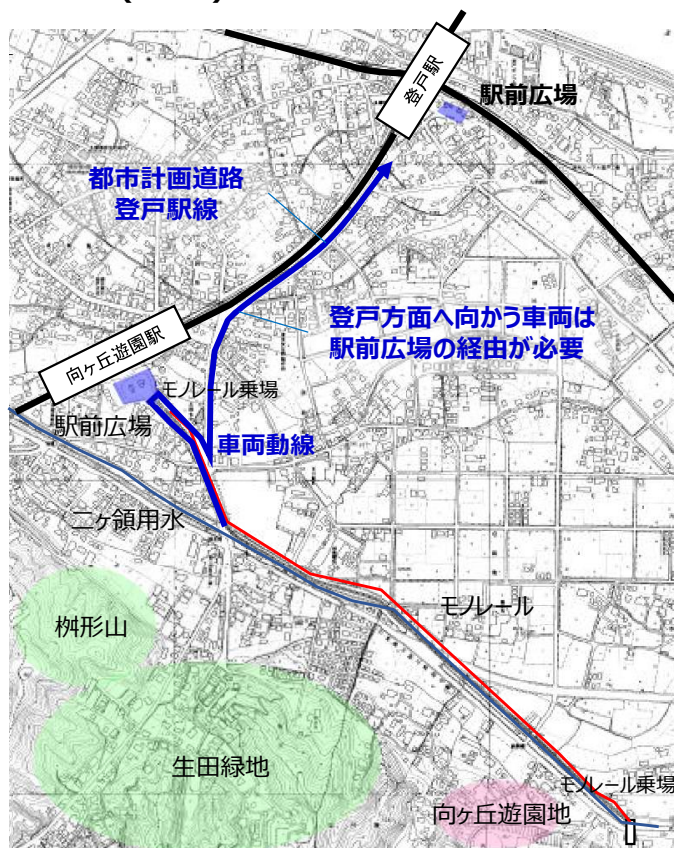 登戸駅
駅前広場
都市計画道路
登戸駅線
登戸方面へ向かう車両は
駅前広場の経由が必要
向ヶ丘遊園駅
モノレール乗場
駅前広場
車両動線
二ヶ領用水
モノレール
桝形山
生田緑地
モノレール乗場
向ヶ丘遊園地